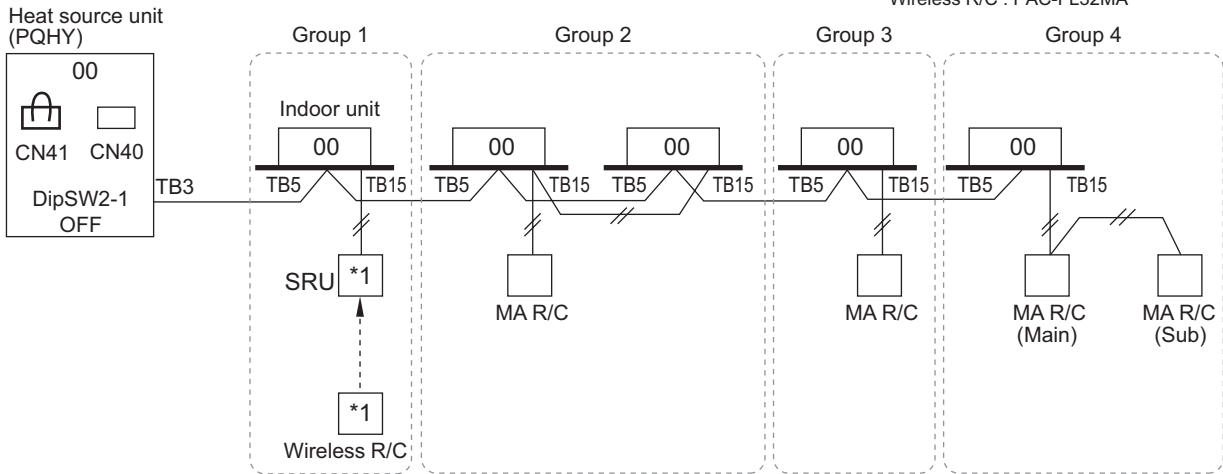 Wireless R/C : PAC-FL32MA
Heat source unit
(PQHY)
00
CN41 CN40
DipSW2-1
OFF
TB3
Group 1
Group 2
Group 3
Group 4
Indoor unit
00
00
00
00
00
TB5 TB15 TB5 TB15 TB5 TB15 TB5 TB15 TB5 TB15
SRU *1
MA R/C
MA R/C
MA R/C
(Main)
MA R/C
(Sub)
*1
Wireless R/C